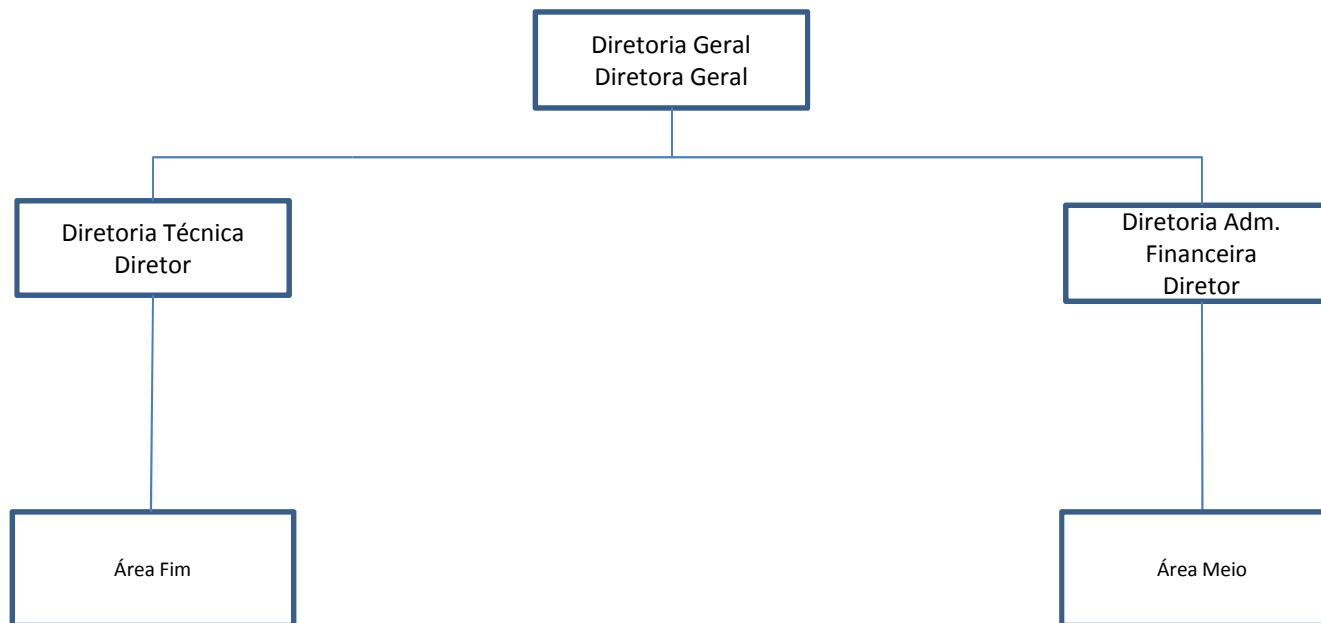 Diretoria Geral
Diretora Geral
Diretoria Técnica
Diretor
Diretoria Adm.
Financeira
Diretor
Área Fim
Área Meio